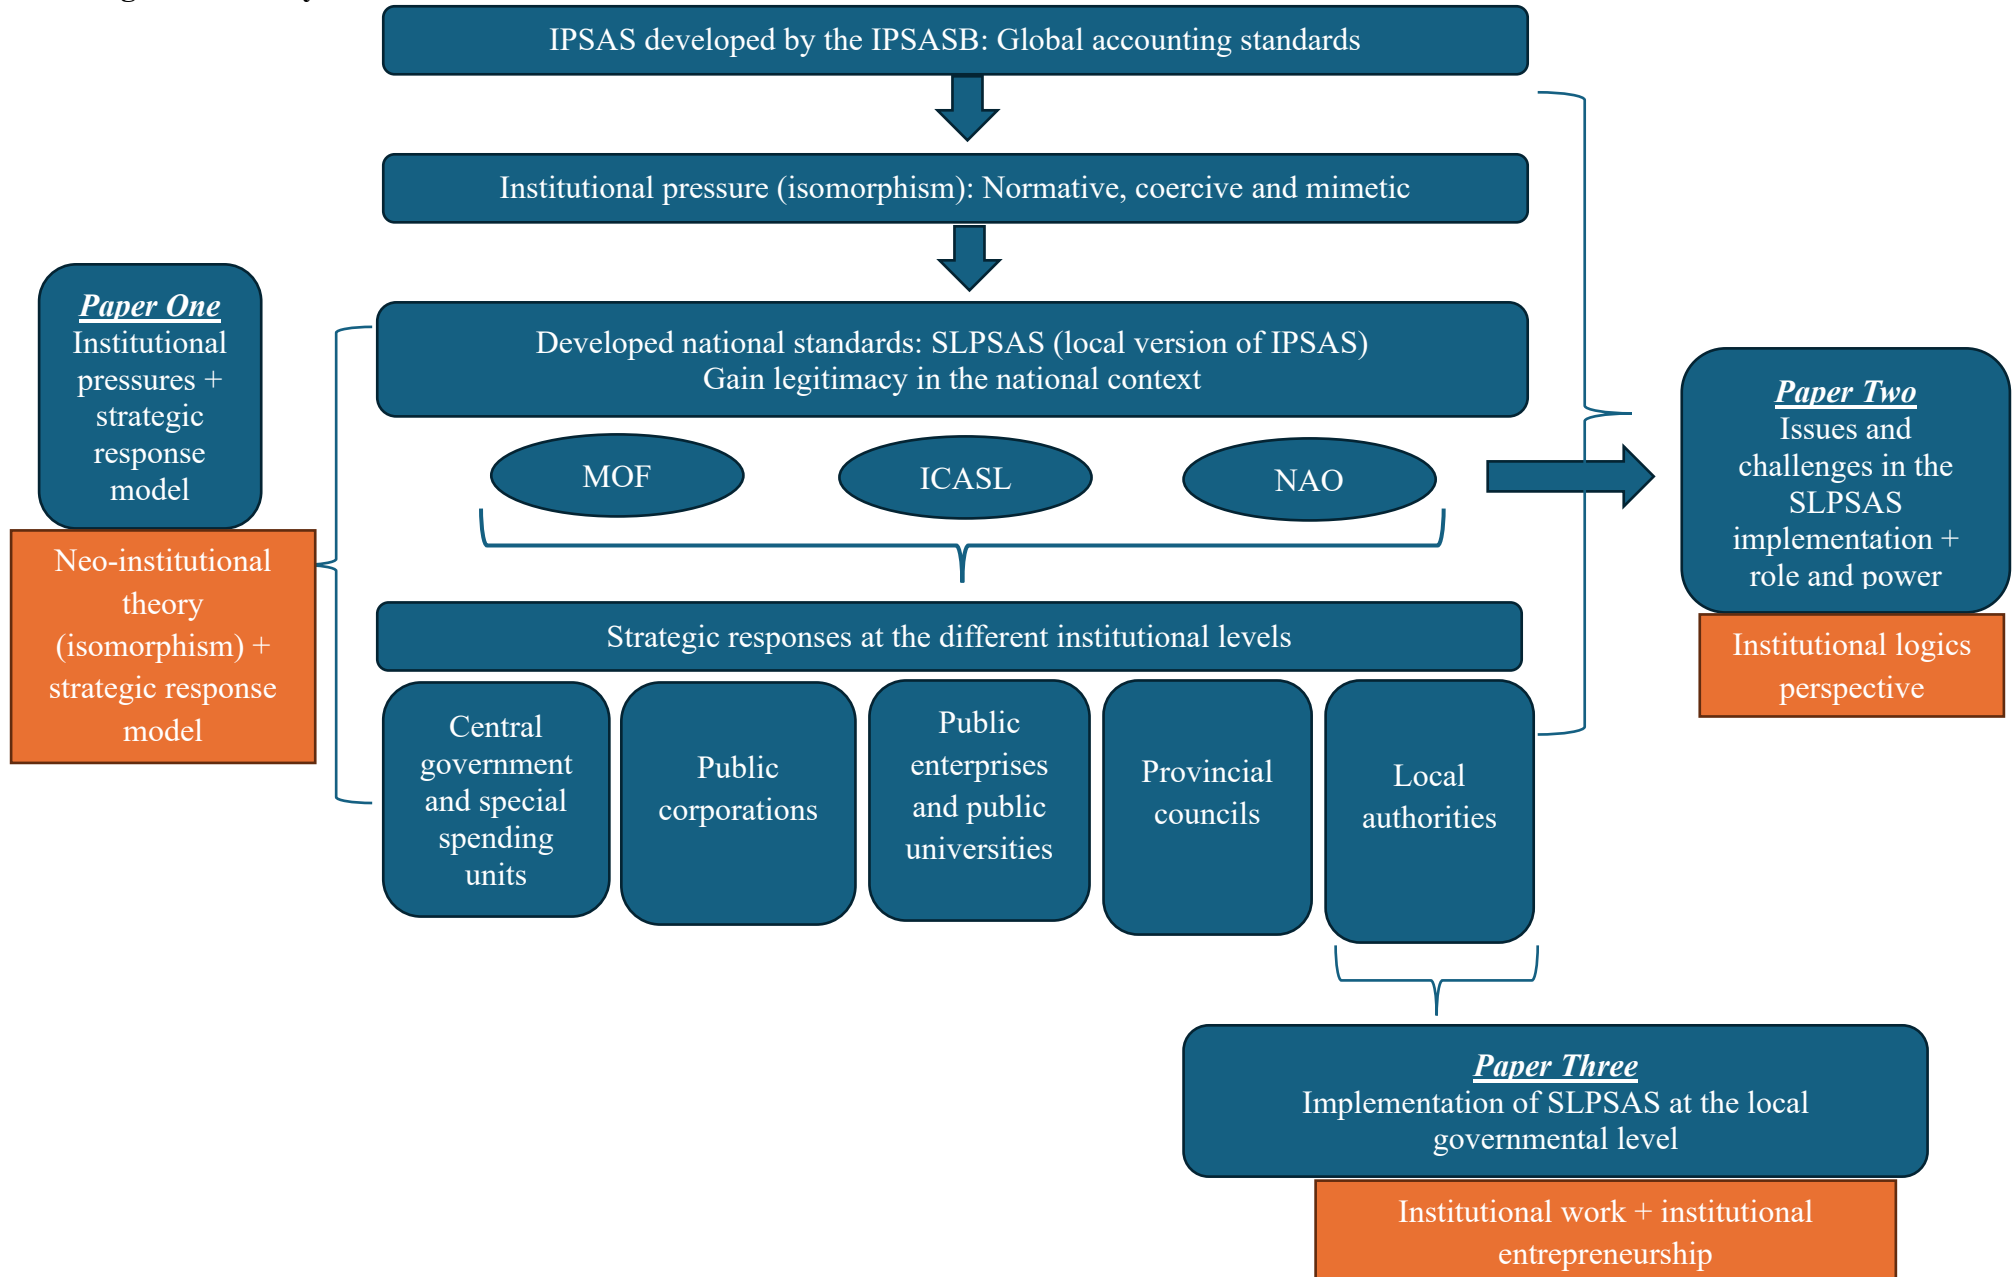 IPSAS developed by the IPSASB: Global accounting standards
Institutional pressure (isomorphism): Normative, coercive and mimetic
Paper One
Institutional
pressures +
strategic
response
model
Neo-institutional
theory
(isomorphism) +
strategic response
model
Developed national standards: SLPSAS (local version of IPSAS)
Gain legitimacy in the national context
MOF
ICASL
NAO
Paper Two
Issues and
challenges in the
SLPSAS
implementation +
role and power
Institutional logics
perspective
Strategic responses at the different institutional levels
Central
government
and special
spending
units
Public
corporations
Public
enterprises
and public
universities
Provincial
councils
Local
authorities
Paper Three
Implementation of SLPSAS at the local
governmental level
Institutional work + institutional
entrepreneurship